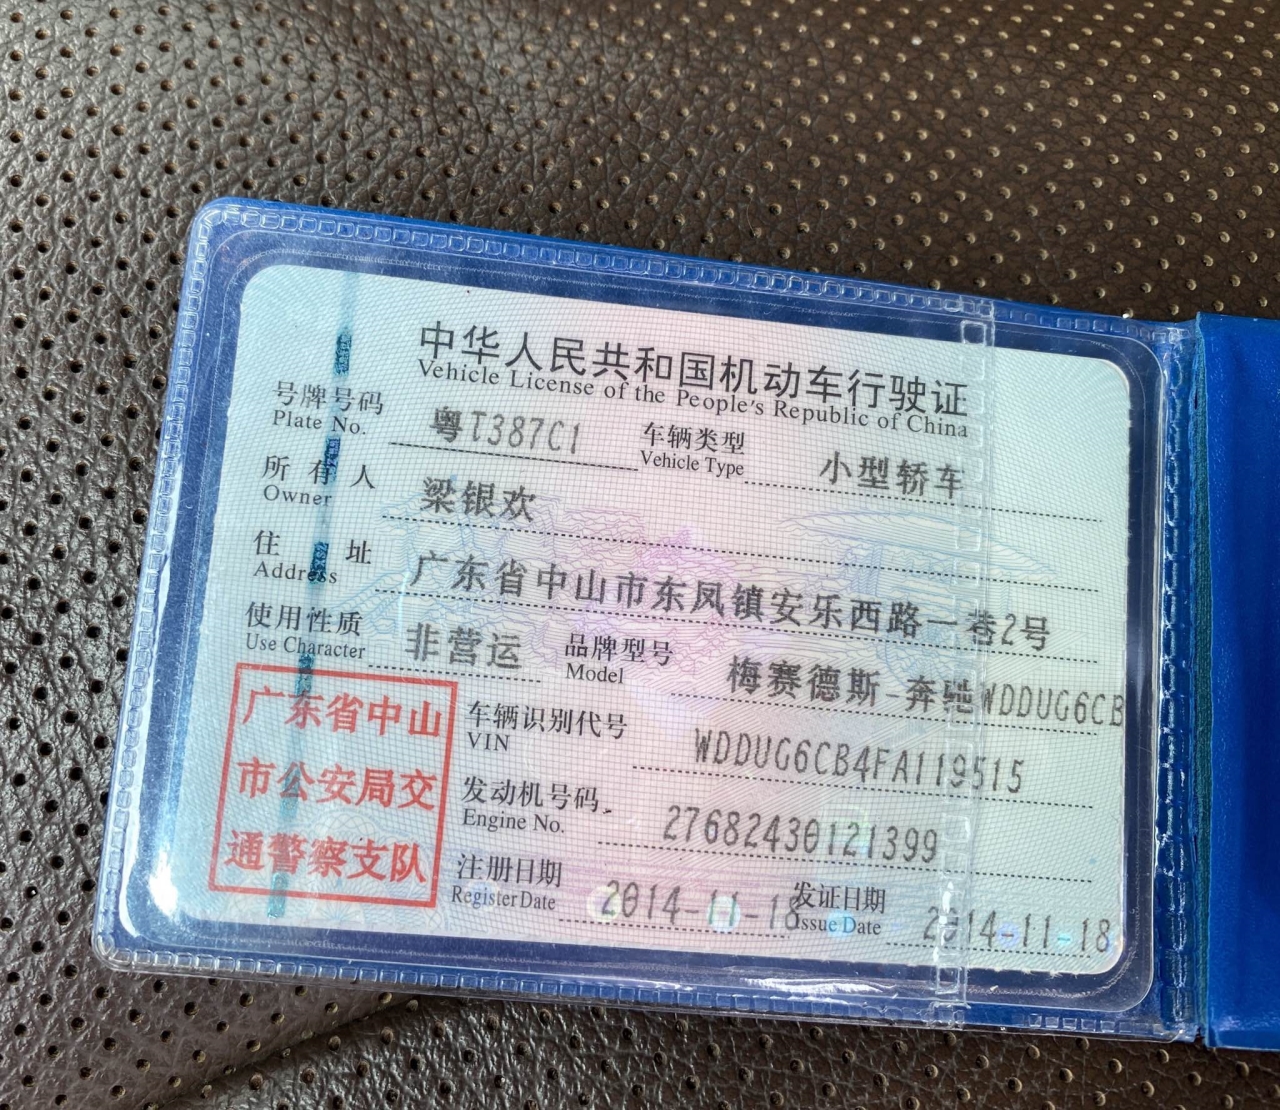 中华人民共和国机动车行驶证
Vehicle License of the People's Republic of China
号牌号码 粤T387C1 车辆类型 小型轿车
Plate No. Vehicle Type
所有人 梁银欢
Owner
住址 广东省中山市东凤镇安乐西路一巷2号
Address
使用性质 非营运 品牌型号 梅赛德斯-奔驰WDDUG6CB
Use Character Model
广东省中山
市公安局交
通警察支队
车辆识别代号 WDDUG6CB4FA119515
VIN
发动机号码 27682430121399
Engine No.
注册日期 2014-11-18 发证日期 2014-11-18
Register Date Issue Date